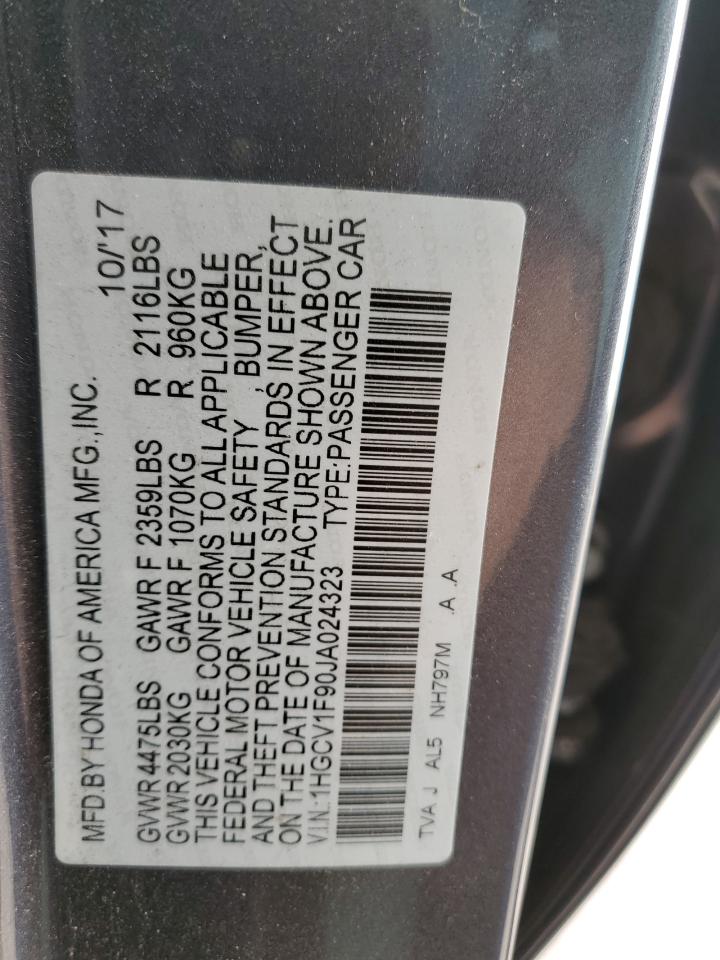 MFD.BY HONDA OF AMERICA MFG.,INC. 10/'17
GVWR 4475LBS GAWR F 2359LBS R 2116LBS
GVWR 2030KG GAWR F 1070KG R 960KG
THIS VEHICLE CONFORMS TO ALL APPLICABLE
FEDERAL MOTOR VEHICLE SAFETY , BUMPER,
AND THEFT PREVENTION STANDARDS IN EFFECT
ON THE DATE OF MANUFACTURE SHOWN ABOVE.
V.I.N.:1HGCV1F90JA024323 TYPE:PASSENGER CAR
TVA J AL5 NH797M .A .A